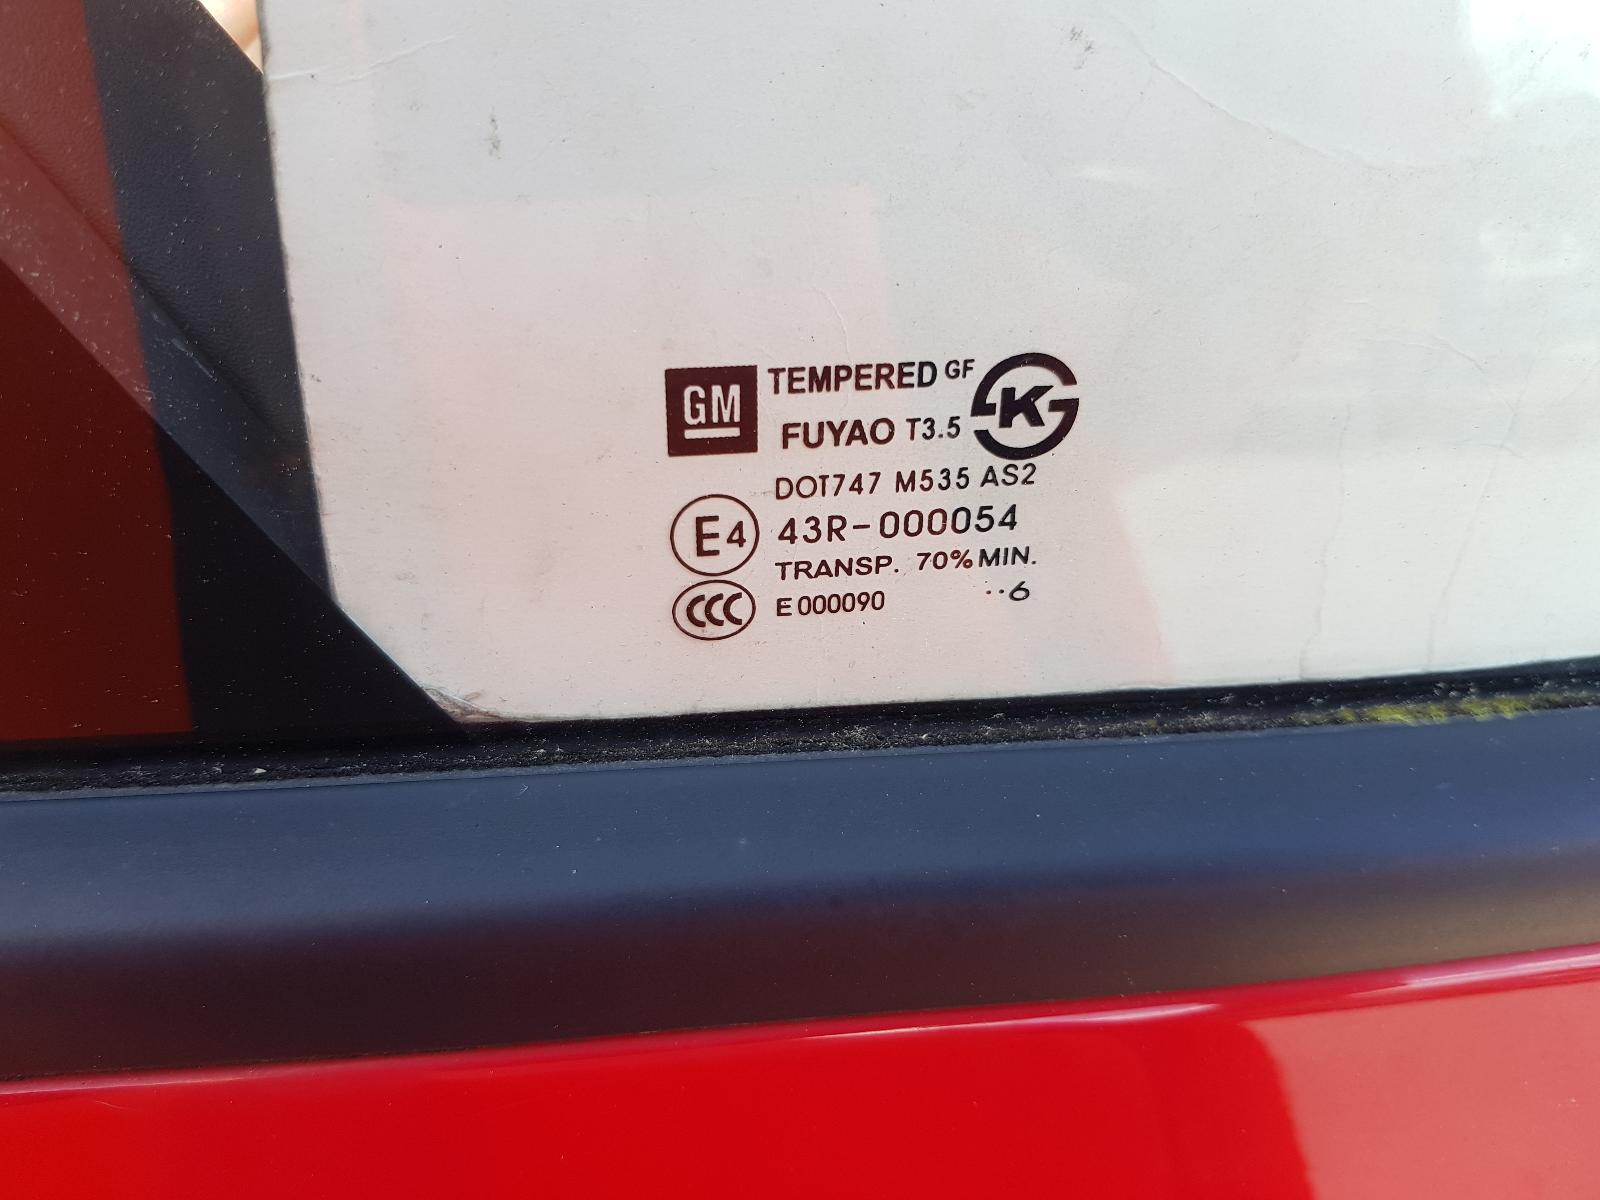 GM TEMPERED GF K
FUYAO T3.5
DOT747 M535 AS2
E4 43R-000054
TRANSP. 70% MIN.
CCC E000090 ··6